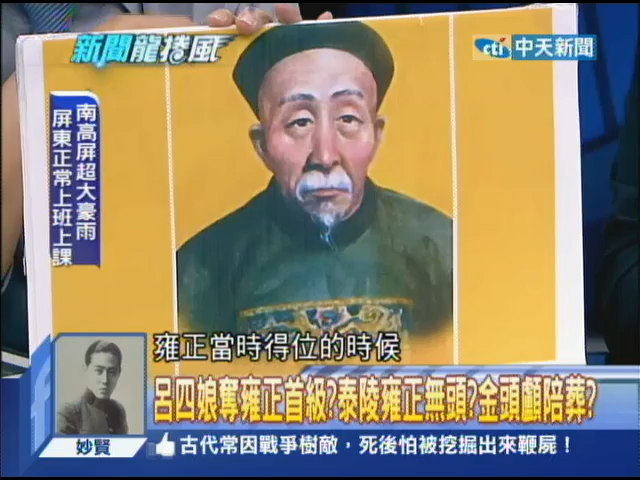 新聞龍捲風
cti 中天新聞
南高屏超大豪雨
屏東正常上班上課
雍正當時得位的時候
呂四娘奪雍正首級?泰陵雍正無頭?金頭顱陪葬?
妙賢
古代常因戰爭樹敵，死後怕被挖掘出來鞭屍！